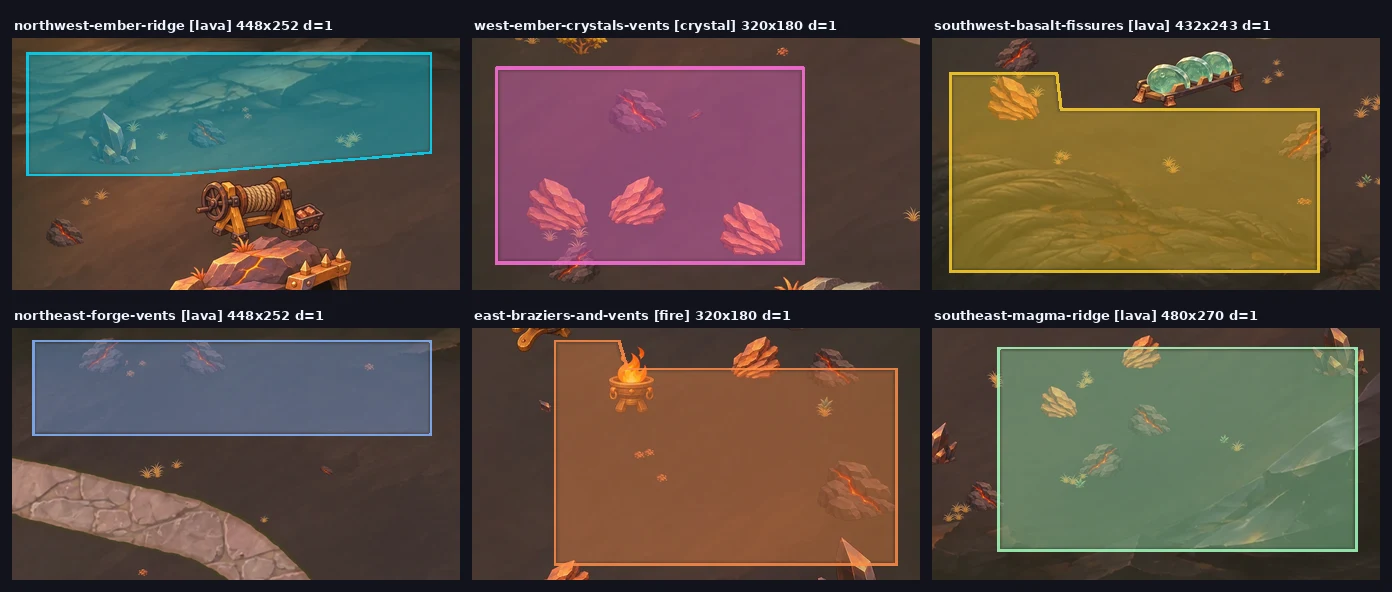 northwest-ember-ridge [lava] 448x252 d=1
west-ember-crystals-vents [crystal] 320x180 d=1
southwest-basalt-fissures [lava] 432x243 d=1
northeast-forge-vents [lava] 448x252 d=1
east-braziers-and-vents [fire] 320x180 d=1
southeast-magma-ridge [lava] 480x270 d=1